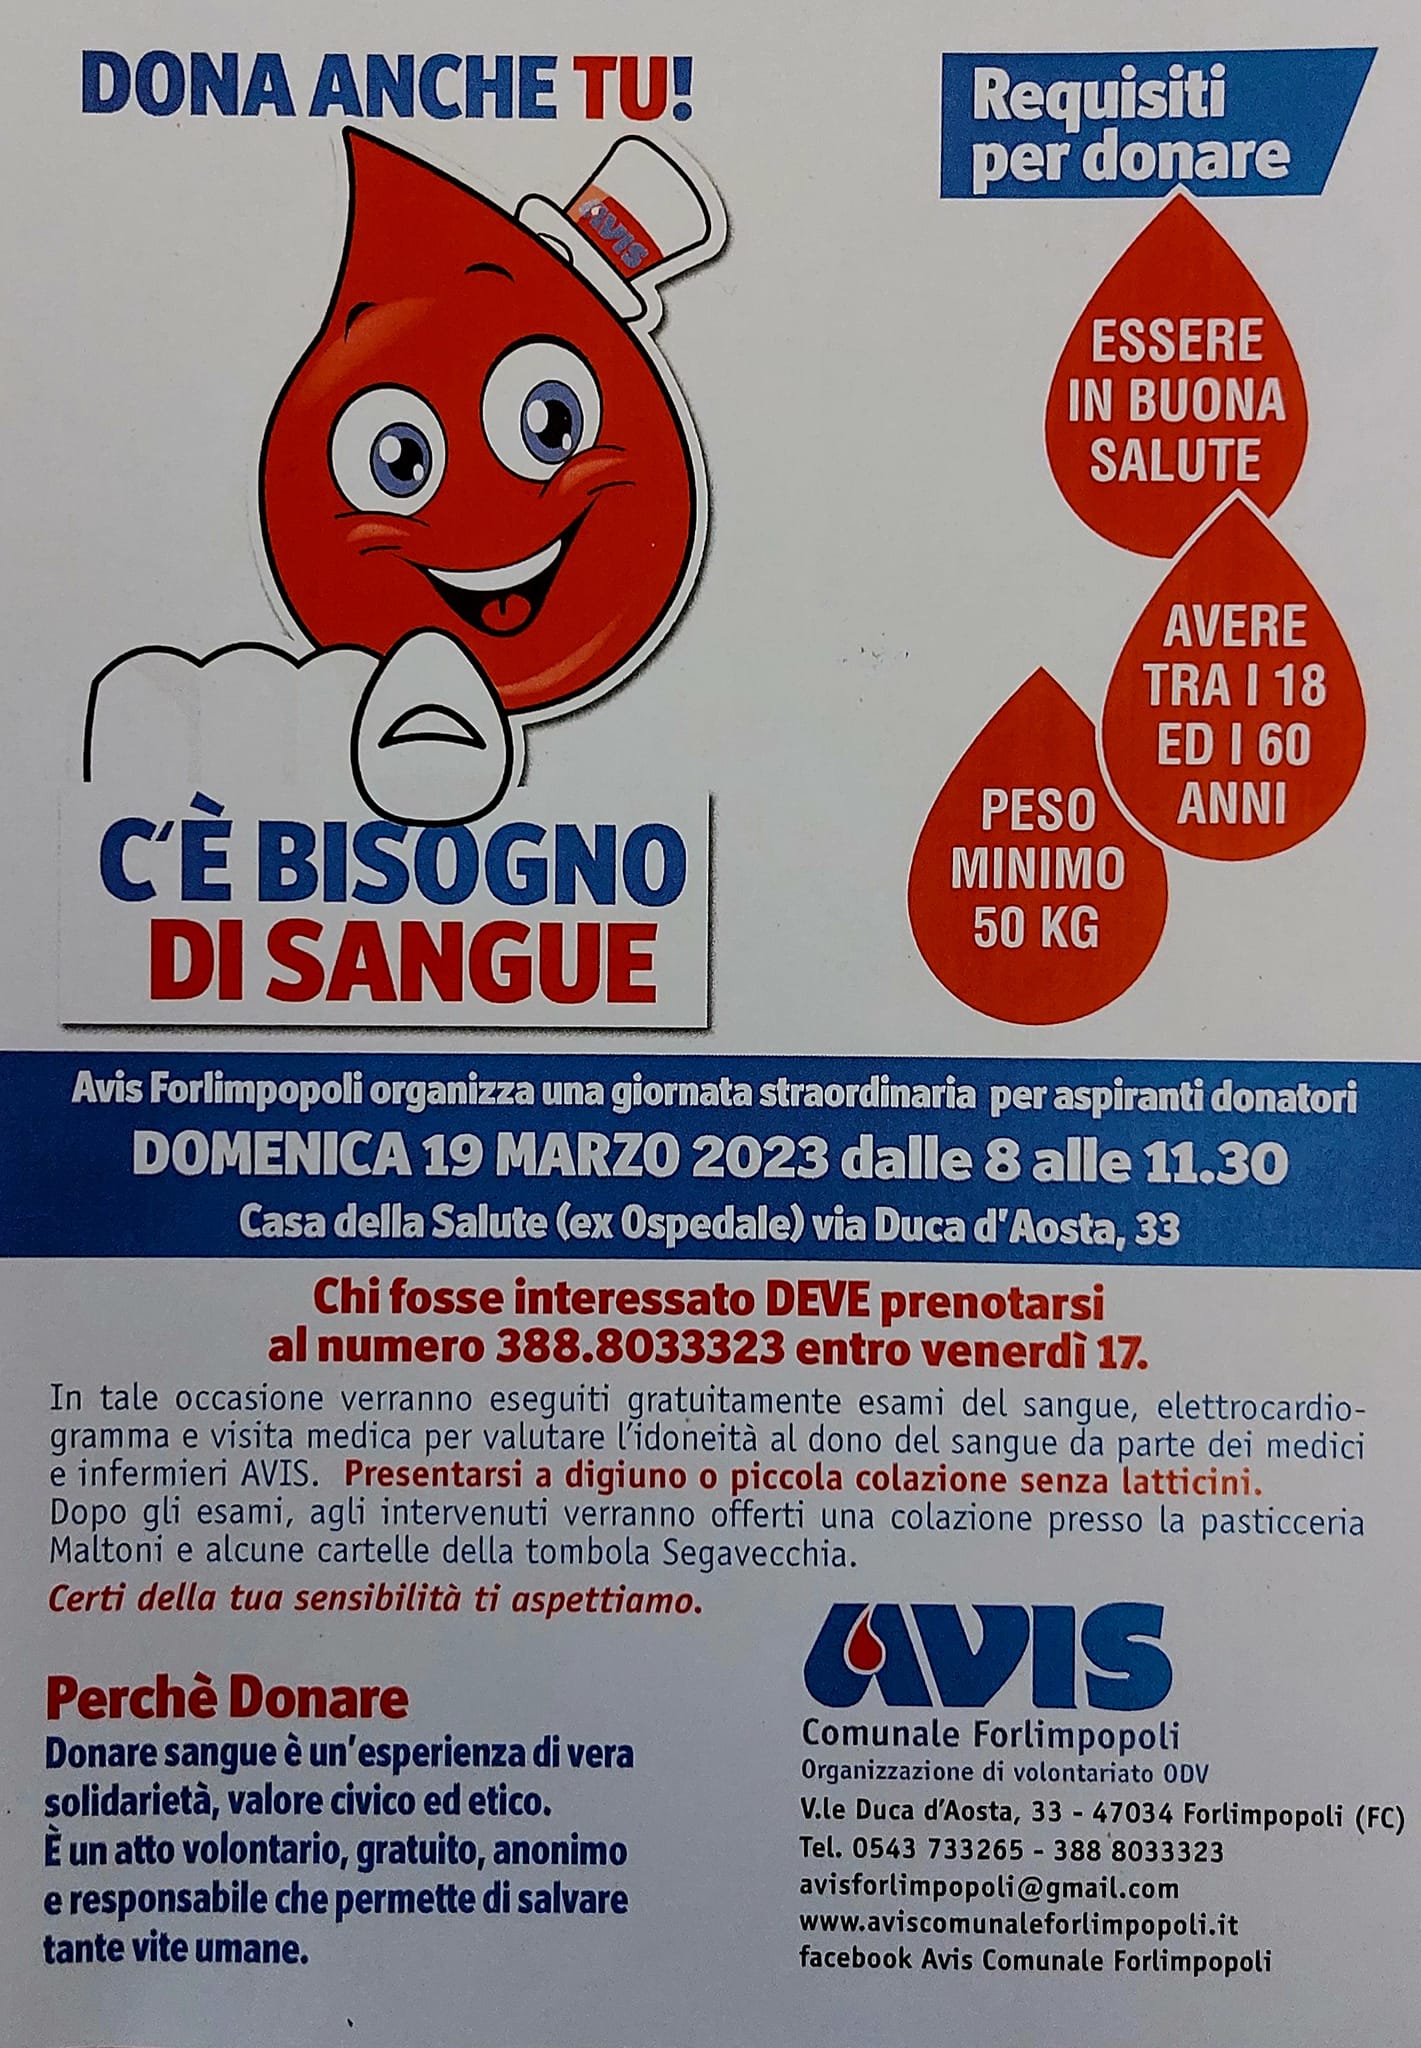 DONA ANCHE TU!
AVIS
C'È BISOGNO
DI SANGUE
Requisiti
per donare
ESSERE
IN BUONA
SALUTE
AVERE
TRA I 18
ED I 60
ANNI
PESO
MINIMO
50 KG
Avis Forlimpopoli organizza una giornata straordinaria per aspiranti donatori
DOMENICA 19 MARZO 2023 dalle 8 alle 11.30
Casa della Salute (ex Ospedale) via Duca d'Aosta, 33
Chi fosse interessato DEVE prenotarsi
al numero 388.8033323 entro venerdì 17.
In tale occasione verranno eseguiti gratuitamente esami del sangue, elettrocardio-
gramma e visita medica per valutare l'idoneità al dono del sangue da parte dei medici
e infermieri AVIS. Presentarsi a digiuno o piccola colazione senza latticini.
Dopo gli esami, agli intervenuti verranno offerti una colazione presso la pasticceria
Maltoni e alcune cartelle della tombola Segavecchia.
Certi della tua sensibilità ti aspettiamo.
Perchè Donare
Donare sangue è un'esperienza di vera
solidarietà, valore civico ed etico.
È un atto volontario, gratuito, anonimo
e responsabile che permette di salvare
tante vite umane.
AVIS
Comunale Forlimpopoli
Organizzazione di volontariato ODV
V.le Duca d'Aosta, 33 - 47034 Forlimpopoli (FC)
Tel. 0543 733265 - 388 8033323
avisforlimpopoli@gmail.com
www.aviscomunaleforlimpopoli.it
facebook Avis Comunale Forlimpopoli